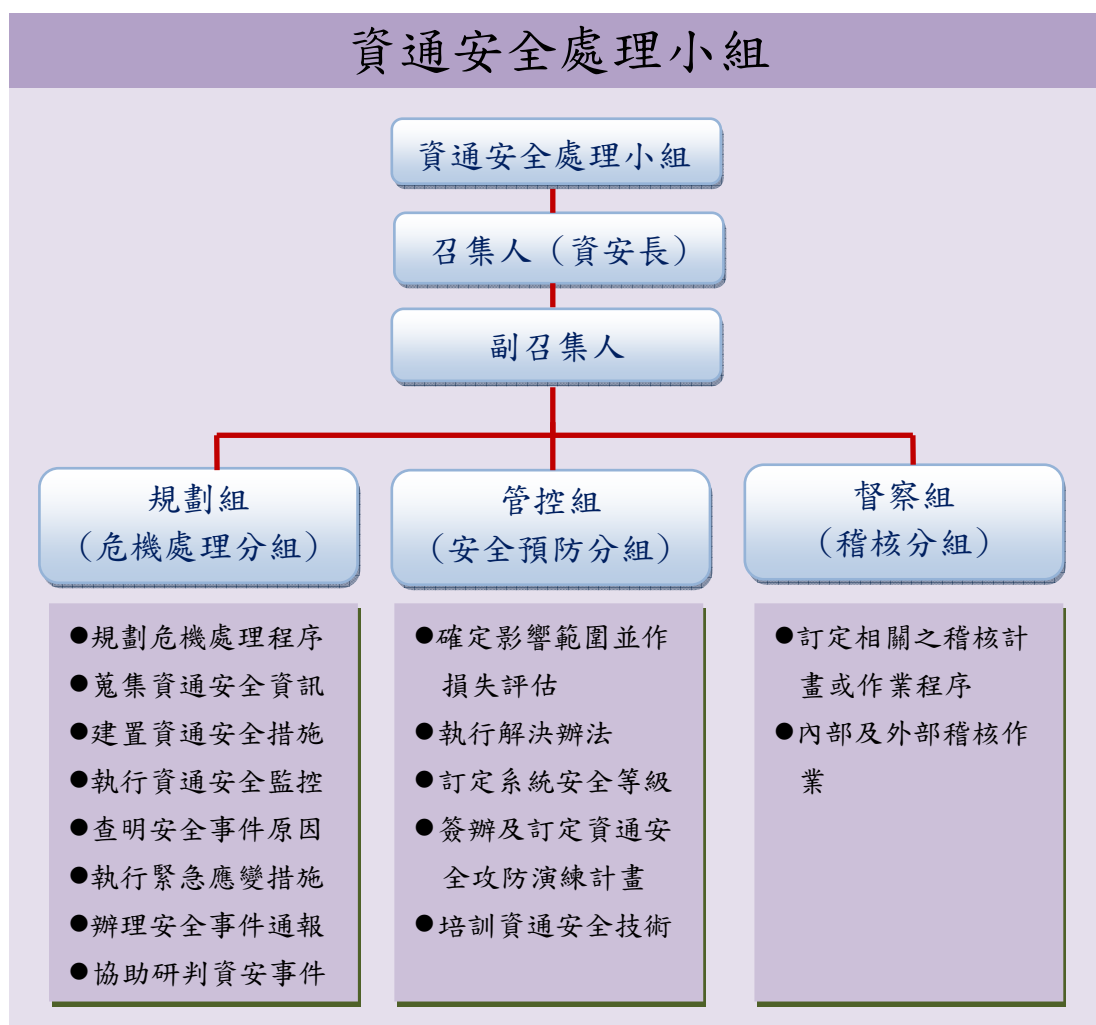 資通安全處理小組
資通安全處理小組
召集人（資安長）
副召集人
規劃組
（危機處理分組）
●規劃危機處理程序
●蒐集資通安全資訊
●建置資通安全措施
●執行資通安全監控
●查明安全事件原因
●執行緊急應變措施
●辦理安全事件通報
●協助研判資安事件
管控組
（安全預防分組）
●確定影響範圍並作
損失評估
●執行解決辦法
●訂定系統安全等級
●簽辦及訂定資通安
全攻防演練計畫
●培訓資通安全技術
督察組
（稽核分組）
●訂定相關之稽核計
畫或作業程序
●內部及外部稽核作
業